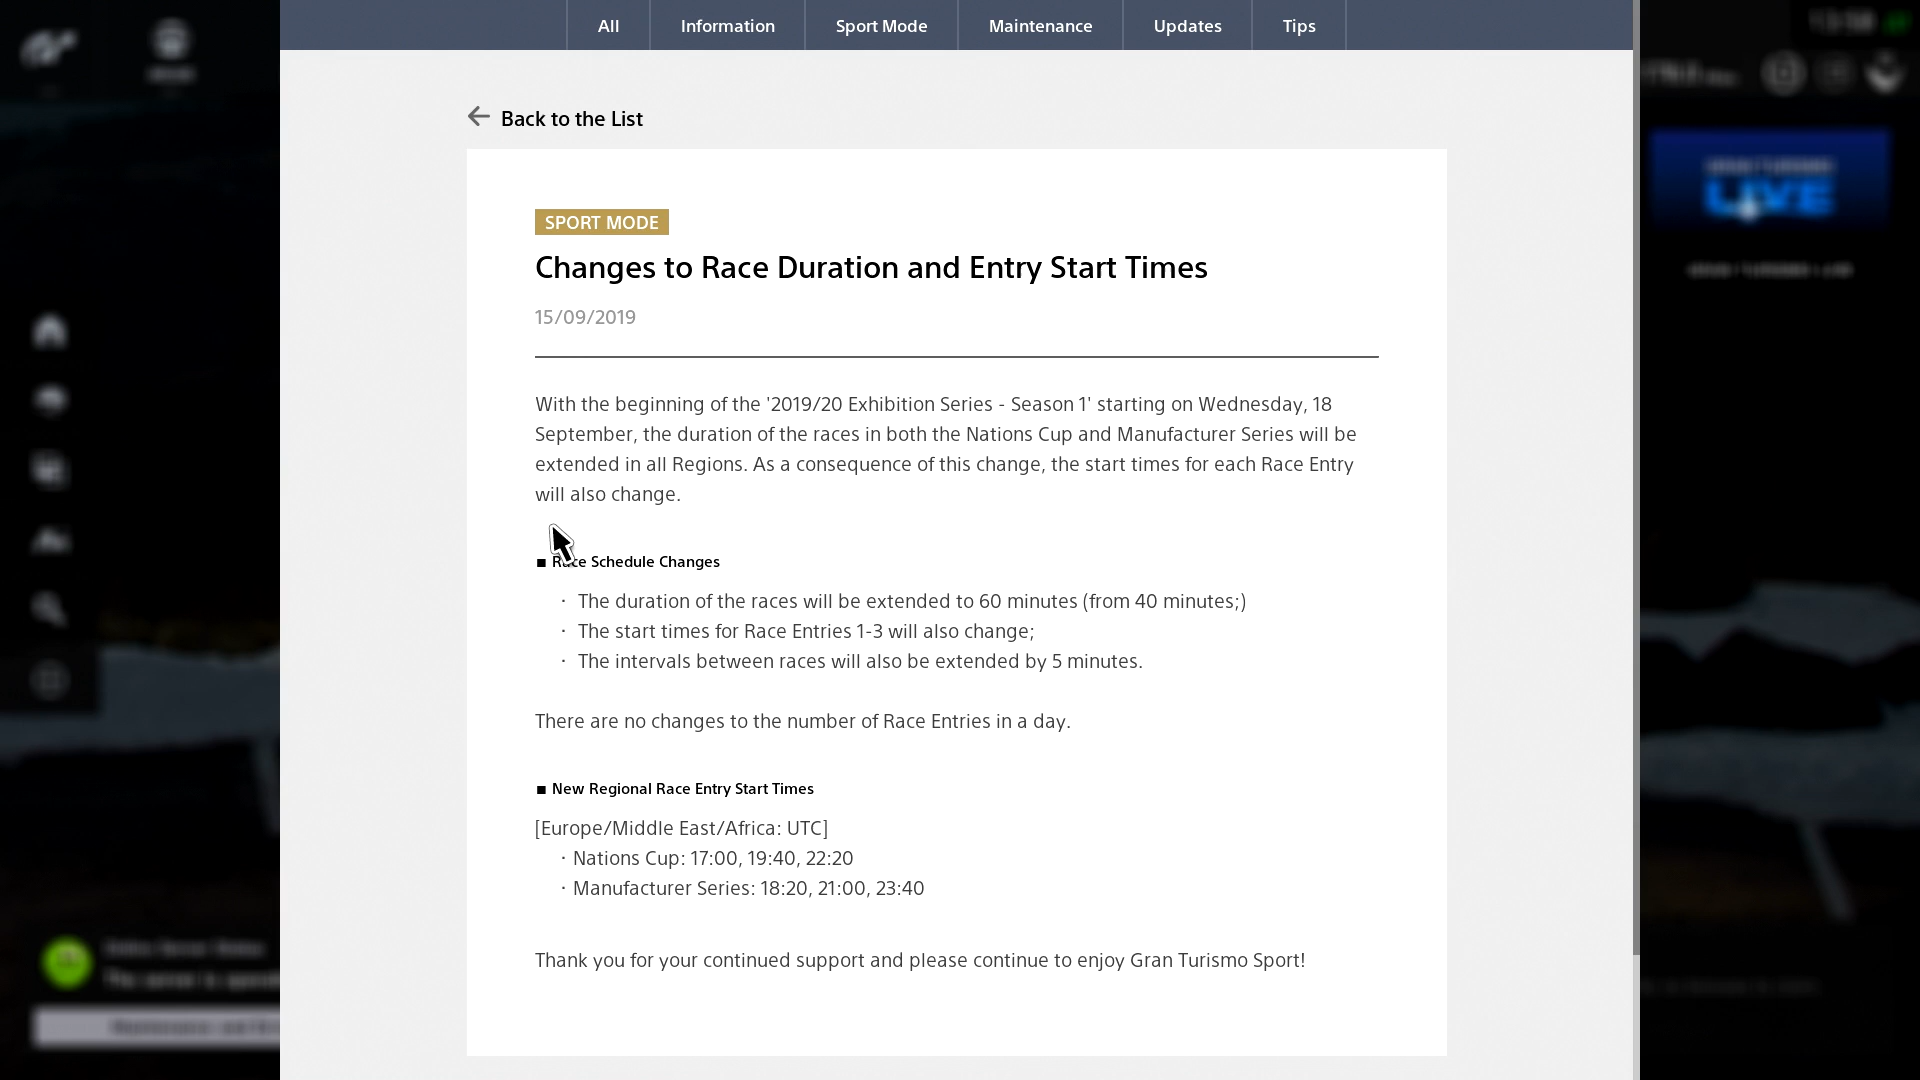 All
Information
Sport Mode
Maintenance
Updates
Tips
Back to the List
SPORT MODE
Changes to Race Duration and Entry Start Times
15/09/2019
With the beginning of the '2019/20 Exhibition Series - Season 1' starting on Wednesday, 18
September, the duration of the races in both the Nations Cup and Manufacturer Series will be
extended in all Regions. As a consequence of this change, the start times for each Race Entry
will also change.
■ Race Schedule Changes
· The duration of the races will be extended to 60 minutes (from 40 minutes;)
· The start times for Race Entries 1-3 will also change;
· The intervals between races will also be extended by 5 minutes.
There are no changes to the number of Race Entries in a day.
■ New Regional Race Entry Start Times
[Europe/Middle East/Africa: UTC]
· Nations Cup: 17:00, 19:40, 22:20
· Manufacturer Series: 18:20, 21:00, 23:40
Thank you for your continued support and please continue to enjoy Gran Turismo Sport!
LIVE
Online Server Status
The server is